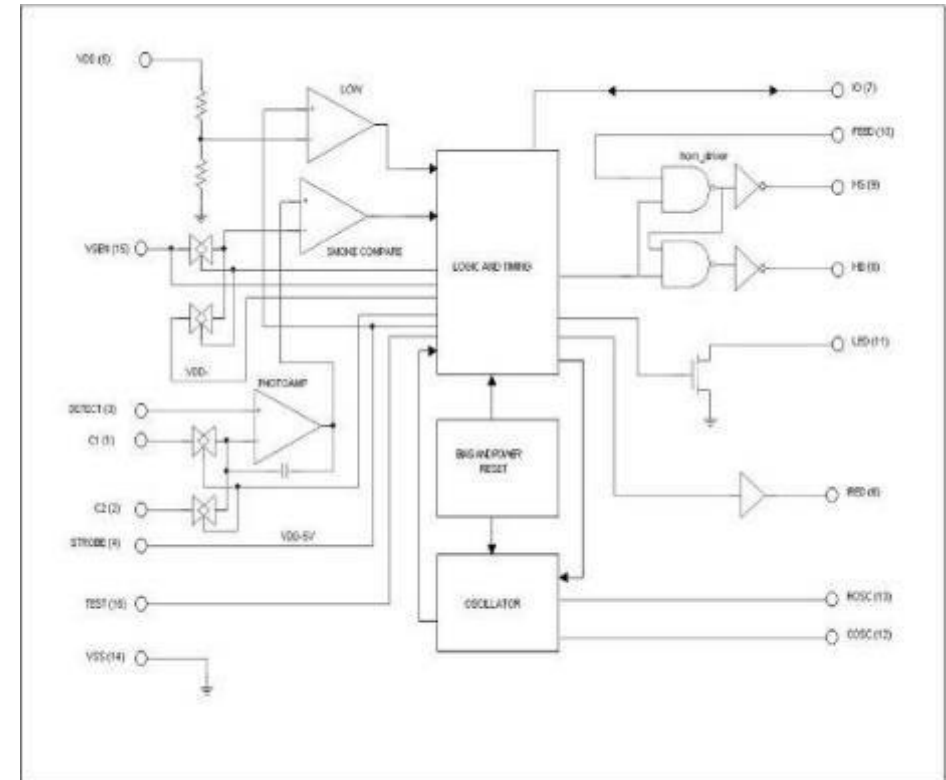 VDD (5)
LOW
IO (7)
FEED (10)
horn_driver
HS (9)
SMOKE COMPARE
VSEN (15)
LOGIC AND TIMING
HB (8)
LED (11)
VDD-
PHOTOAMP
DETECT (3)
C1 (1)
BIAS AND POWER
RESET
IRED (6)
C2 (2)
VDD-5V
STROBE (4)
TEST (16)
OSCILLATOR
ROSC (13)
COSC (12)
VSS (14)